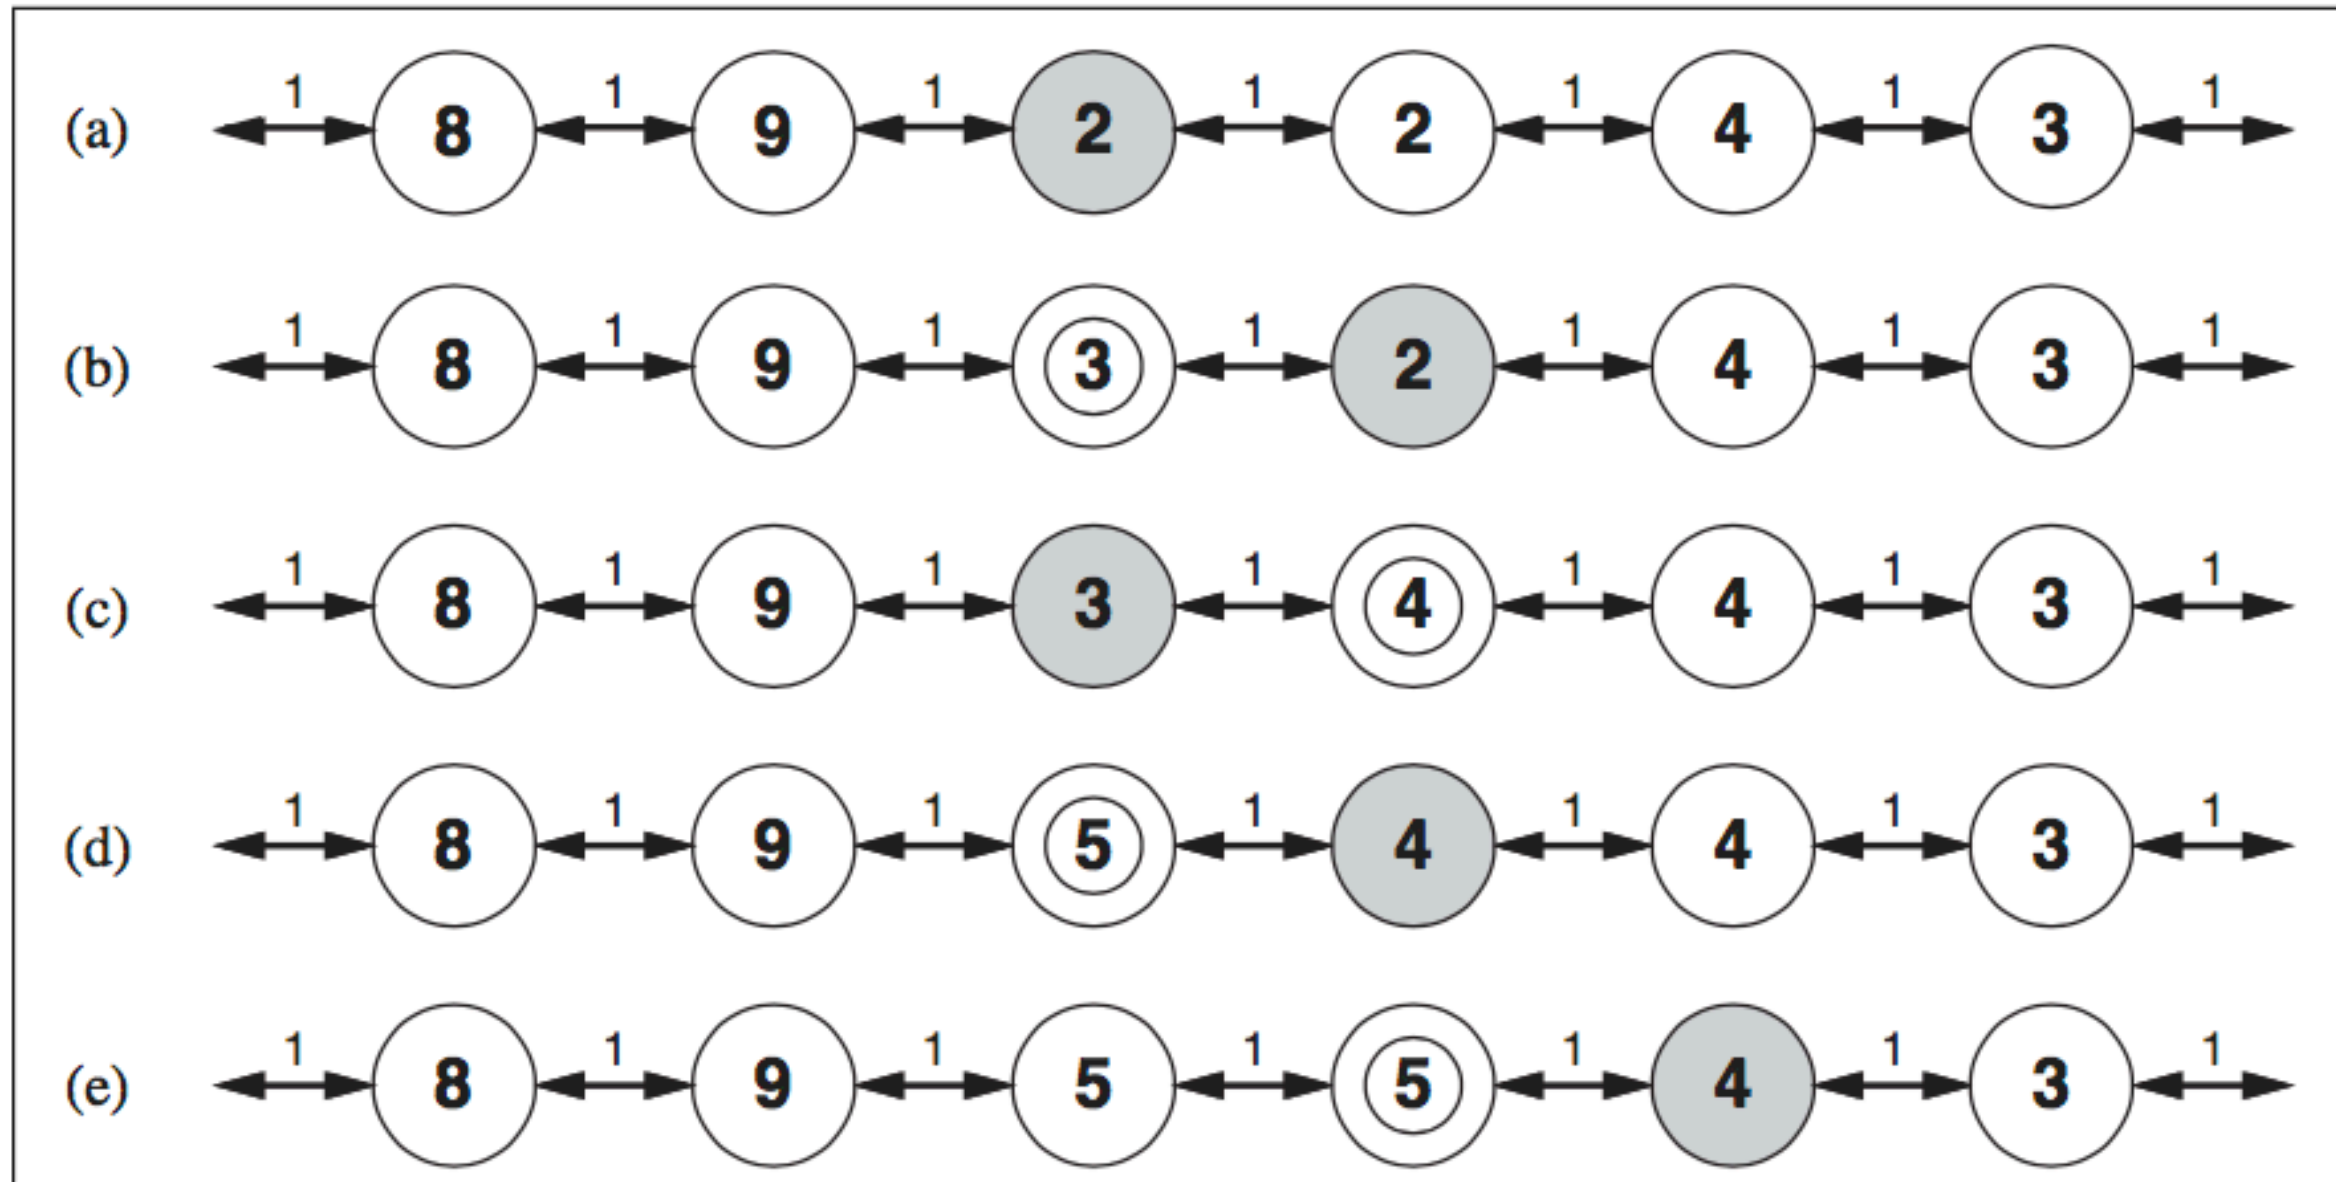 1 1 1 1 1 1 1
(a) 8 9 2 2 4 3
1 1 1 1 1 1 1
(b) 8 9 3 2 4 3
1 1 1 1 1 1 1
(c) 8 9 3 4 4 3
1 1 1 1 1 1 1
(d) 8 9 5 4 4 3
1 1 1 1 1 1 1
(e) 8 9 5 5 4 3